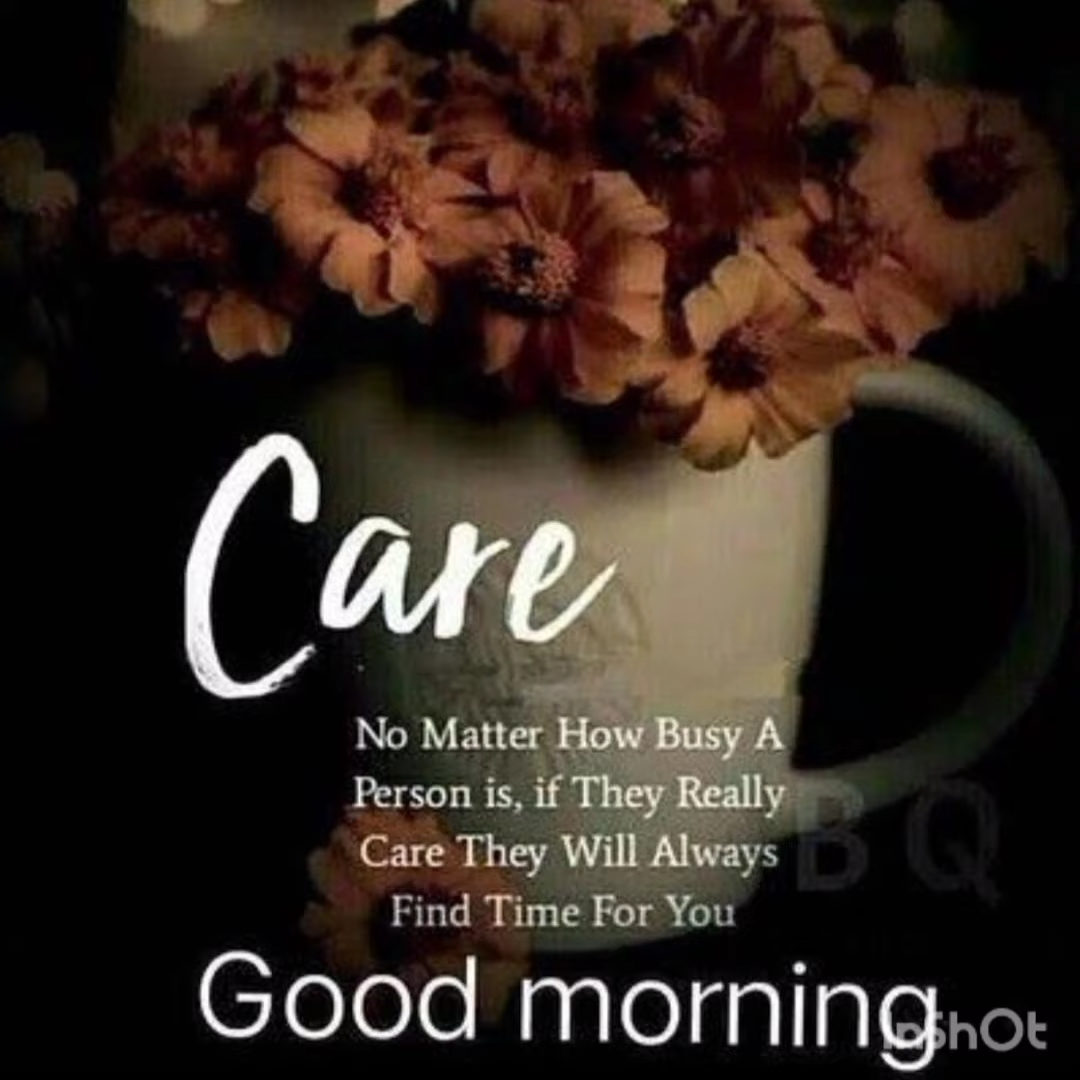 Care
No Matter How Busy A
Person is, if They Really
Care They Will Always
Find Time For You
B Q
Good morning
InShOt